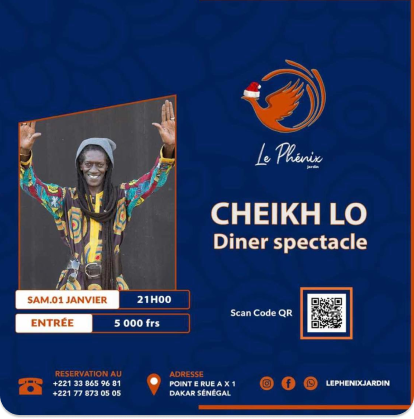 Le Phénix
jardin
CHEIKH LO
Diner spectacle
SAM.01 JANVIER 21H00
ENTRÉE 5 000 frs
Scan Code QR
RESERVATION AU
+221 33 865 96 81
+221 77 873 05 05
ADRESSE
POINT E RUE A X 1
DAKAR SÉNÉGAL
LEPHENIXJARDIN